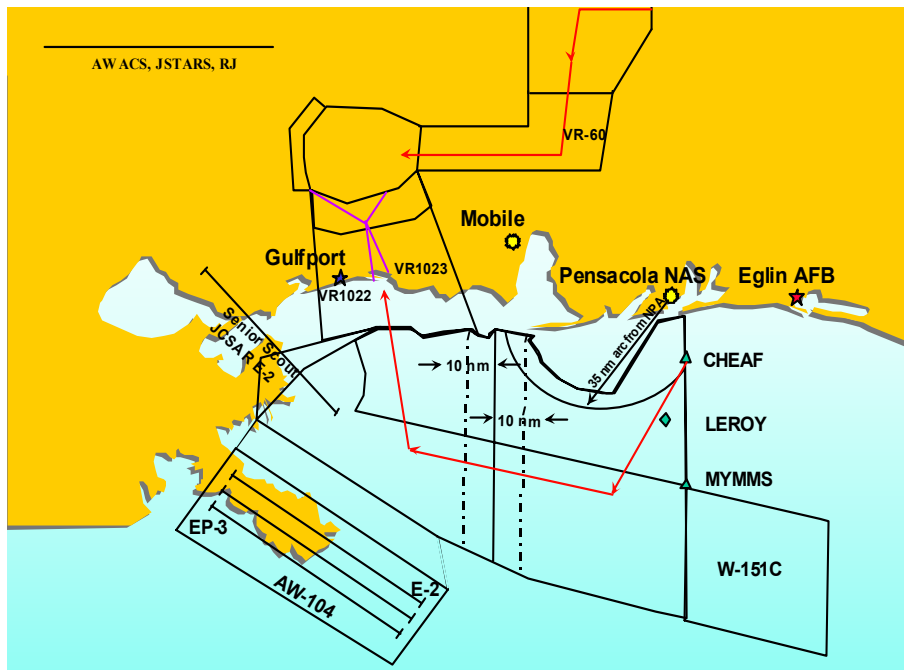 AWACS, JSTARS, RJ
VR-60
Mobile
Gulfport
VR1023
VR1022
Pensacola NAS
Eglin AFB
Senior Scout
JCSAR E-2
35 nm arc from NPA
10 nm
CHEAF
10 nm
LEROY
MYMMS
EP-3
E-2
AW-104
W-151C